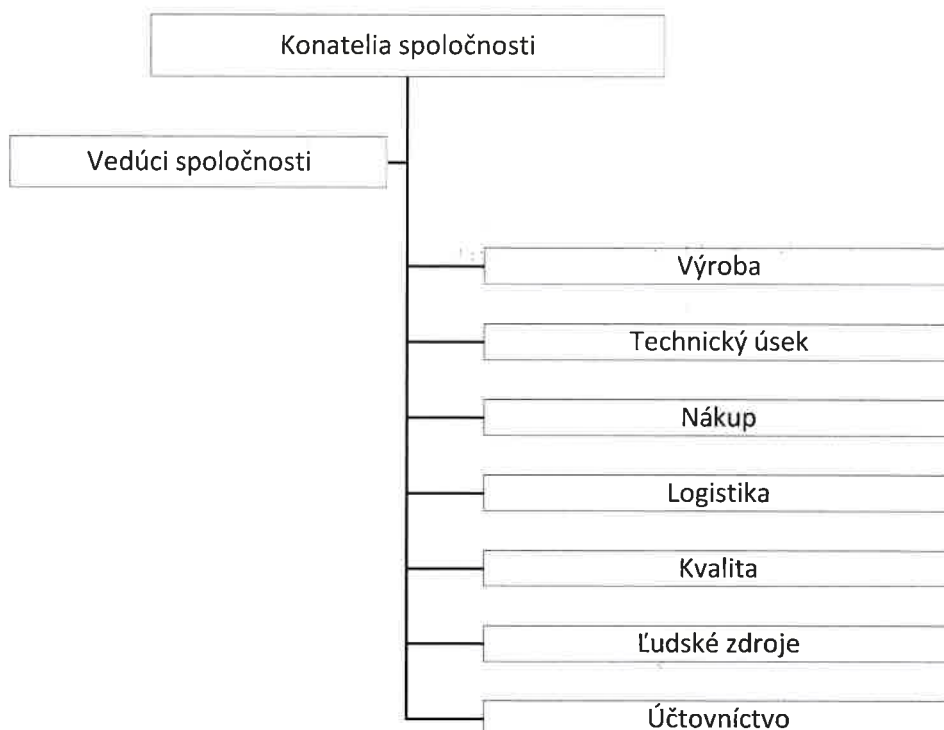 Konatelia spoločnosti
Vedúci spoločnosti
Výroba
Technický úsek
Nákup
Logistika
Kvalita
Ľudské zdroje
Účtovníctvo